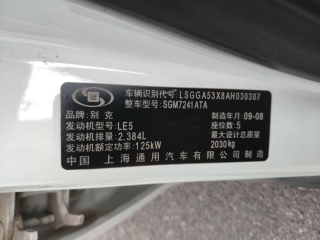 车辆识别代号 LSGGA53X8AH030307
整车型号:SGM7241ATA
品牌:别克 制造年月:09-08
发动机型号:LE5 座位数:5
发动机排量:2.384L 最大设计总质量
发动机额定功率:125kW 2030kg
中国 上海通用汽车有限公司制造